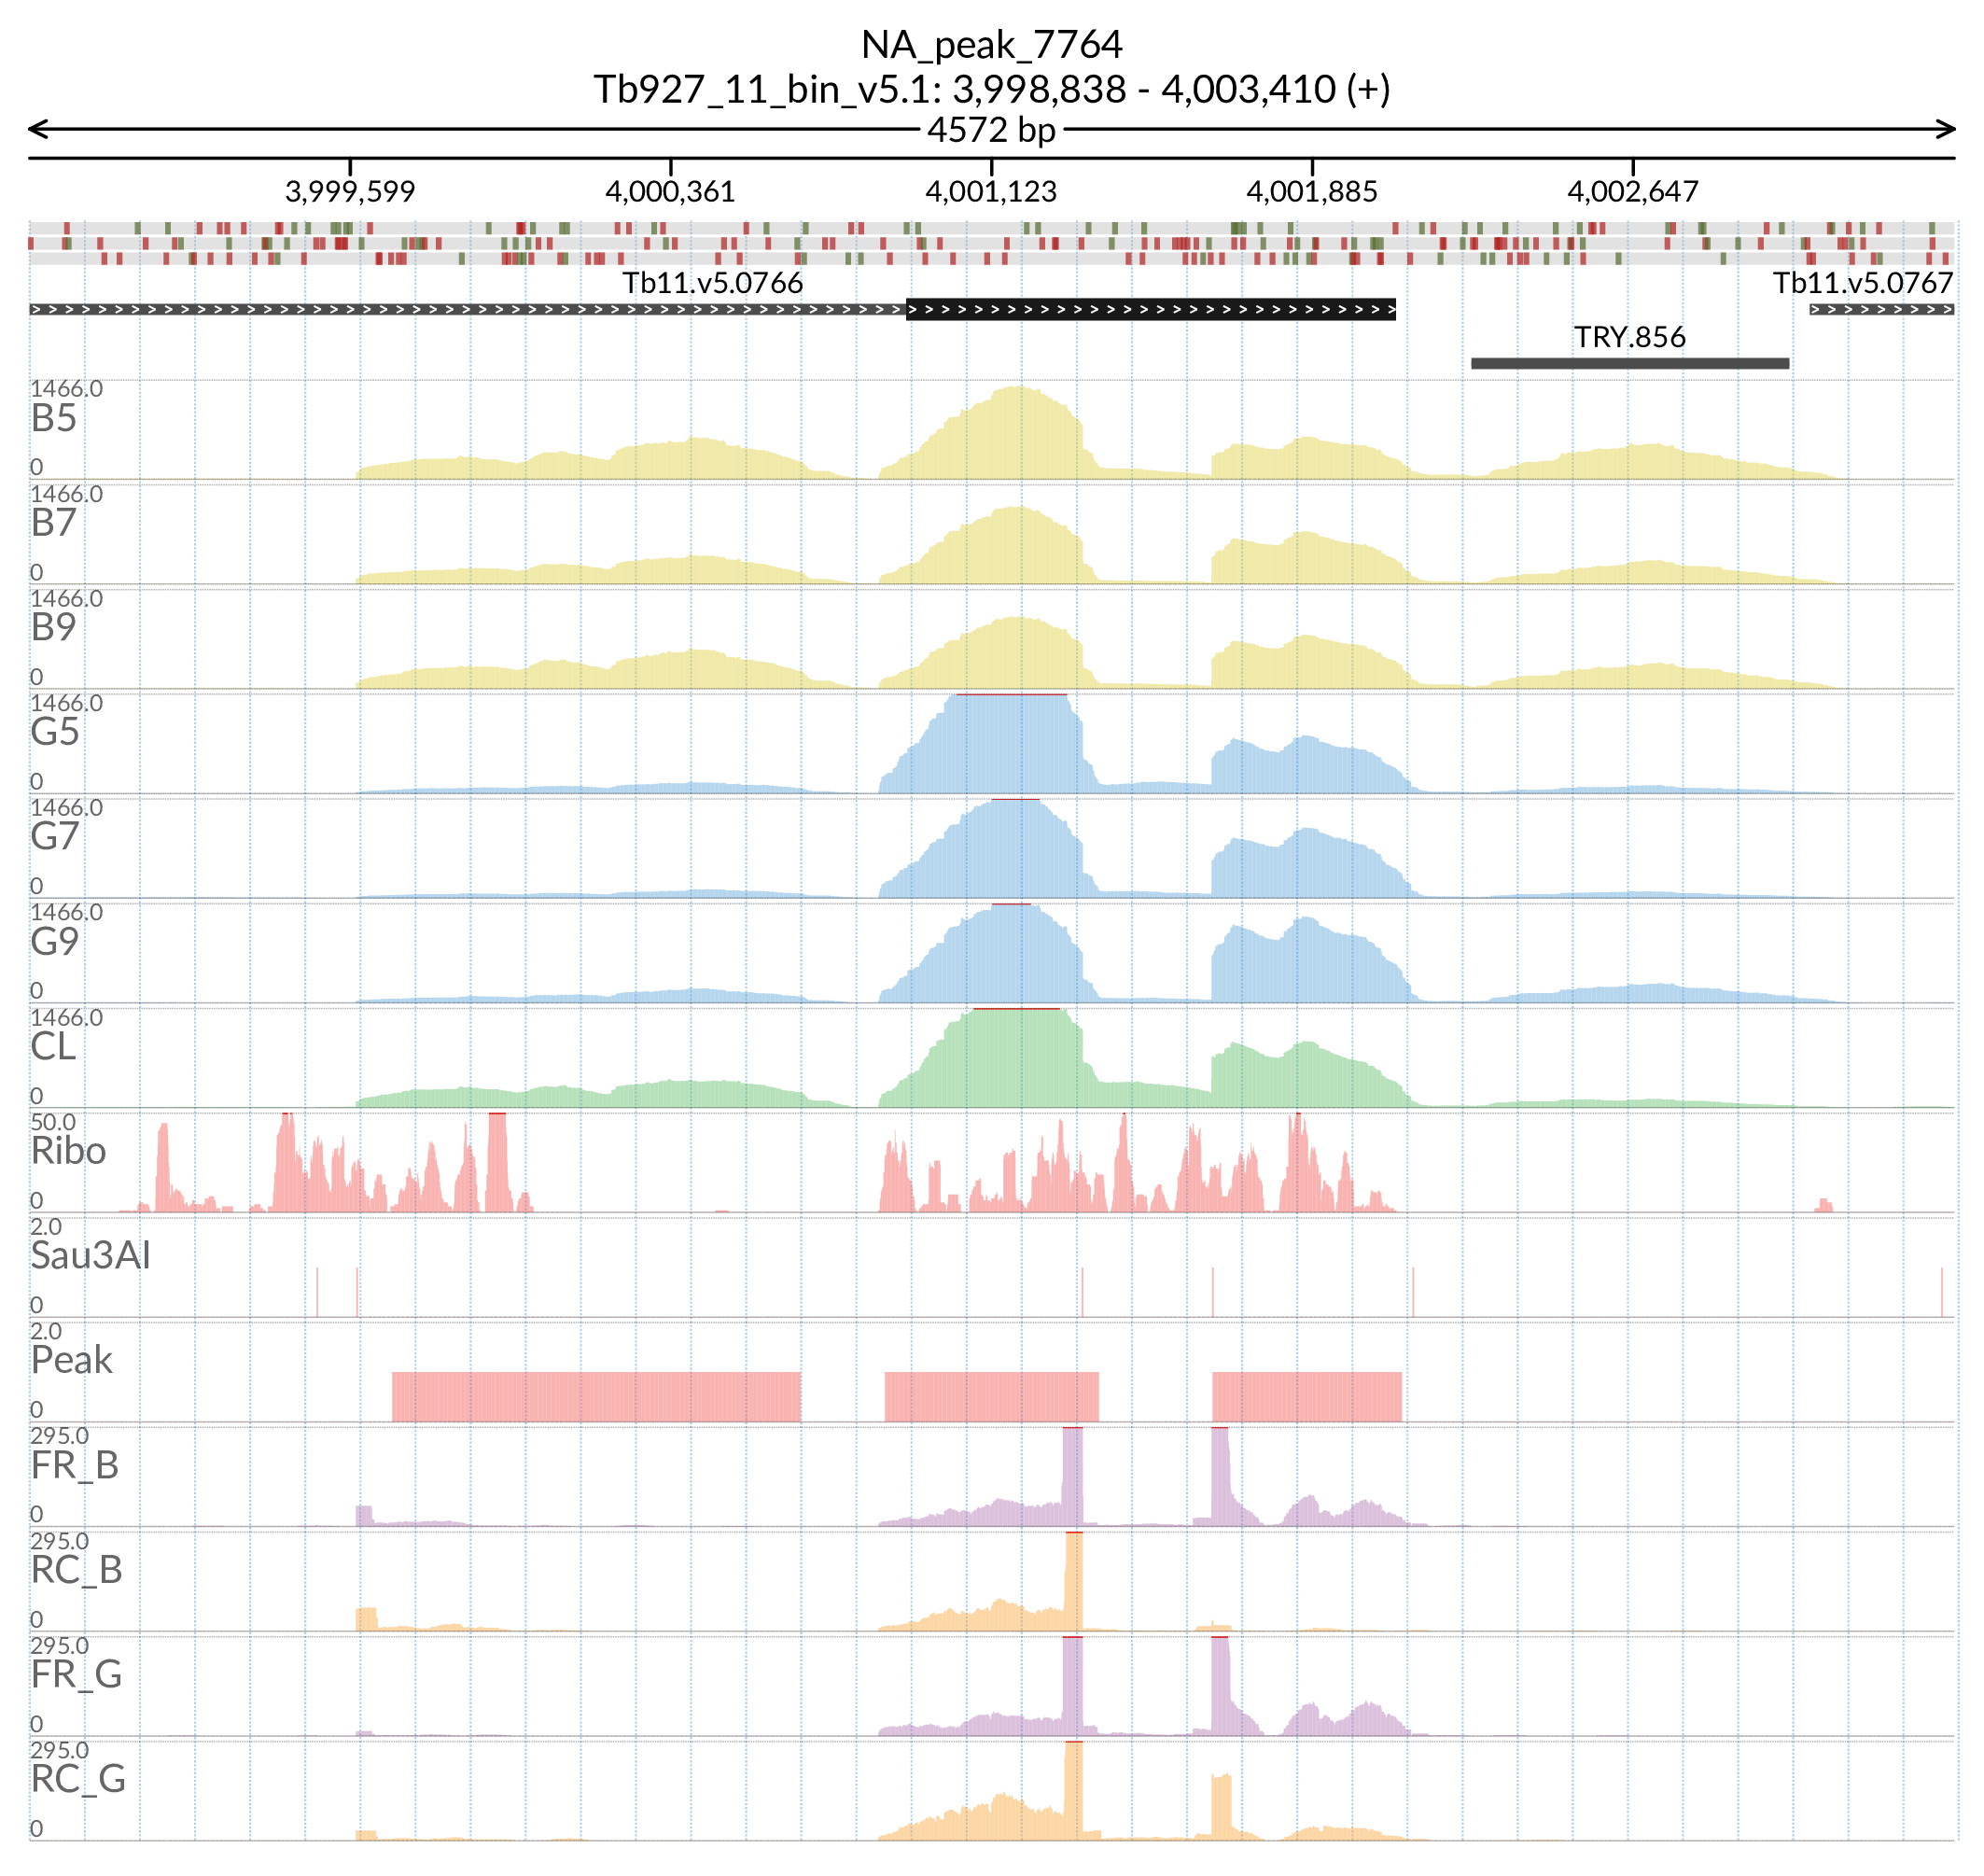 NA_peak_7764
Tb927_11_bin_v5.1: 3,998,838 - 4,003,410 (+)
4572 bp
3,999,599 4,000,361 4,001,123 4,001,885 4,002,647
Tb11.v5.0766 Tb11.v5.0767
TRY.856
1466.0
B5
0
1466.0
B7
0
1466.0
B9
0
1466.0
G5
0
1466.0
G7
0
1466.0
G9
0
1466.0
CL
0
50.0
Ribo
0
2.0
Sau3AI
0
2.0
Peak
0
295.0
FR_B
0
295.0
RC_B
0
295.0
FR_G
0
295.0
RC_G
0